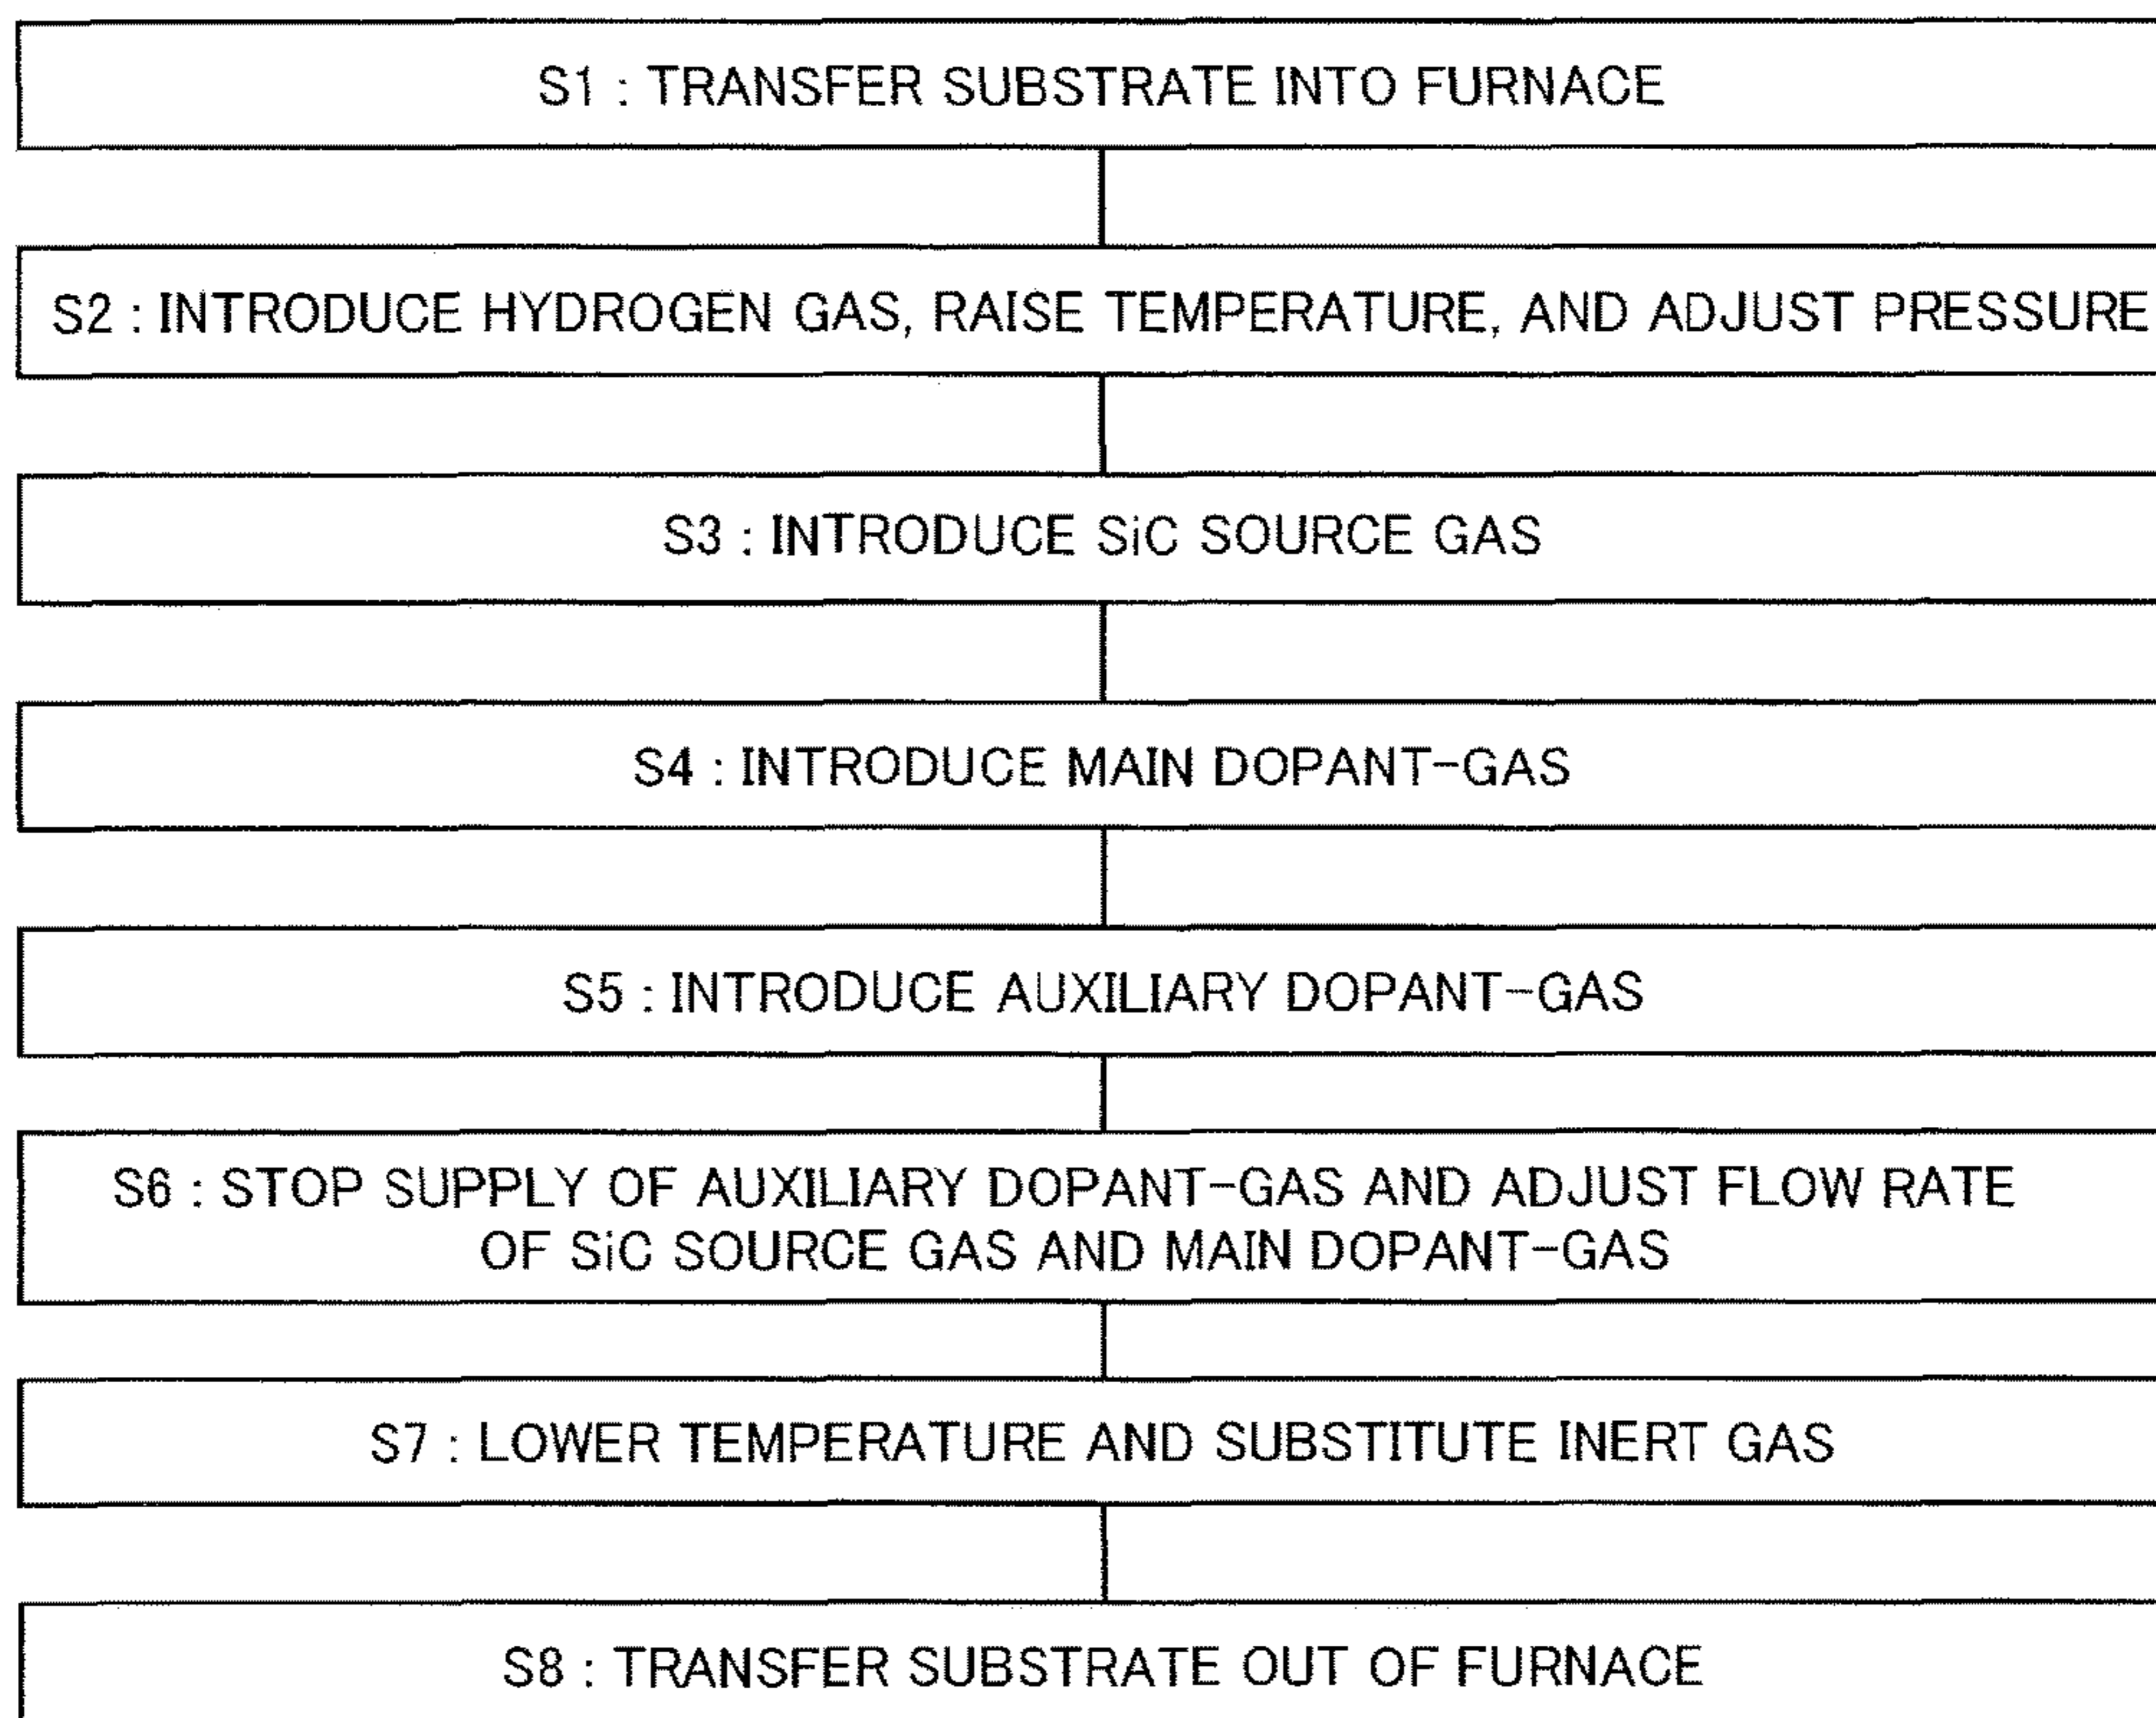 S1 : TRANSFER SUBSTRATE INTO FURNACE
S2 : INTRODUCE HYDROGEN GAS, RAISE TEMPERATURE, AND ADJUST PRESSURE
S3 : INTRODUCE SiC SOURCE GAS
S4 : INTRODUCE MAIN DOPANT-GAS
S5 : INTRODUCE AUXILIARY DOPANT-GAS
S6 : STOP SUPPLY OF AUXILIARY DOPANT-GAS AND ADJUST FLOW RATE
OF SiC SOURCE GAS AND MAIN DOPANT-GAS
S7 : LOWER TEMPERATURE AND SUBSTITUTE INERT GAS
S8 : TRANSFER SUBSTRATE OUT OF FURNACE